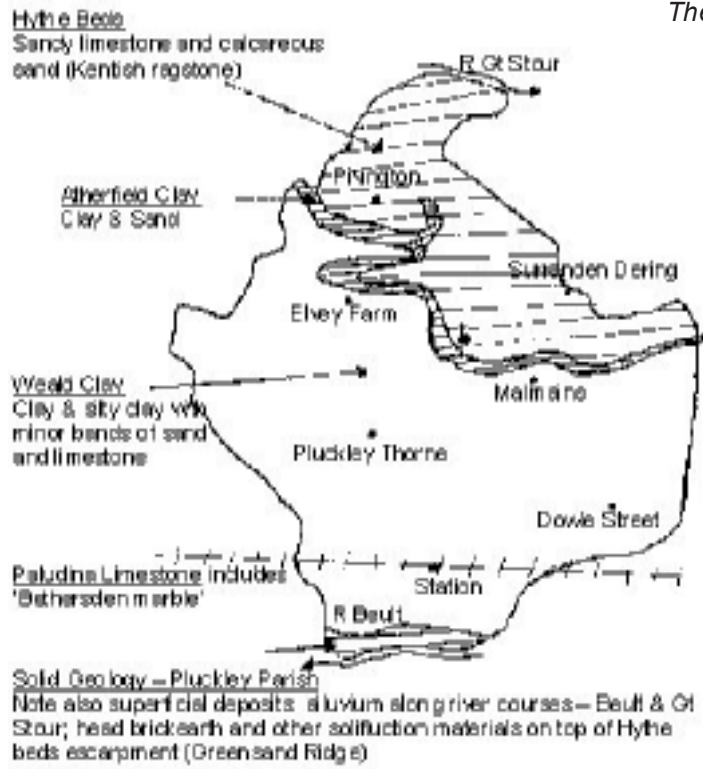 The
Hythe Beds
Sandy limestone and calcareous
sand (Kentish ragstone)
R Gt Stour
Pivington
Atherfield Clay
Clay & Sand
Surrenden Dering
Elvey Farm
Weald Clay
Clay & silty clay with
minor bands of sand
and limestone
Malmains
Pluckley Thorne
Dowle Street
Paludina Limestone includes
'Bethersden marble'
Station
R Beult
Solid Geology – Pluckley Parish
Note also superficial deposits: alluvium along river courses – Beult & Gt
Stour; head brickearth and other solifluction materials on top of Hythe
beds escarpment (Greensand Ridge)